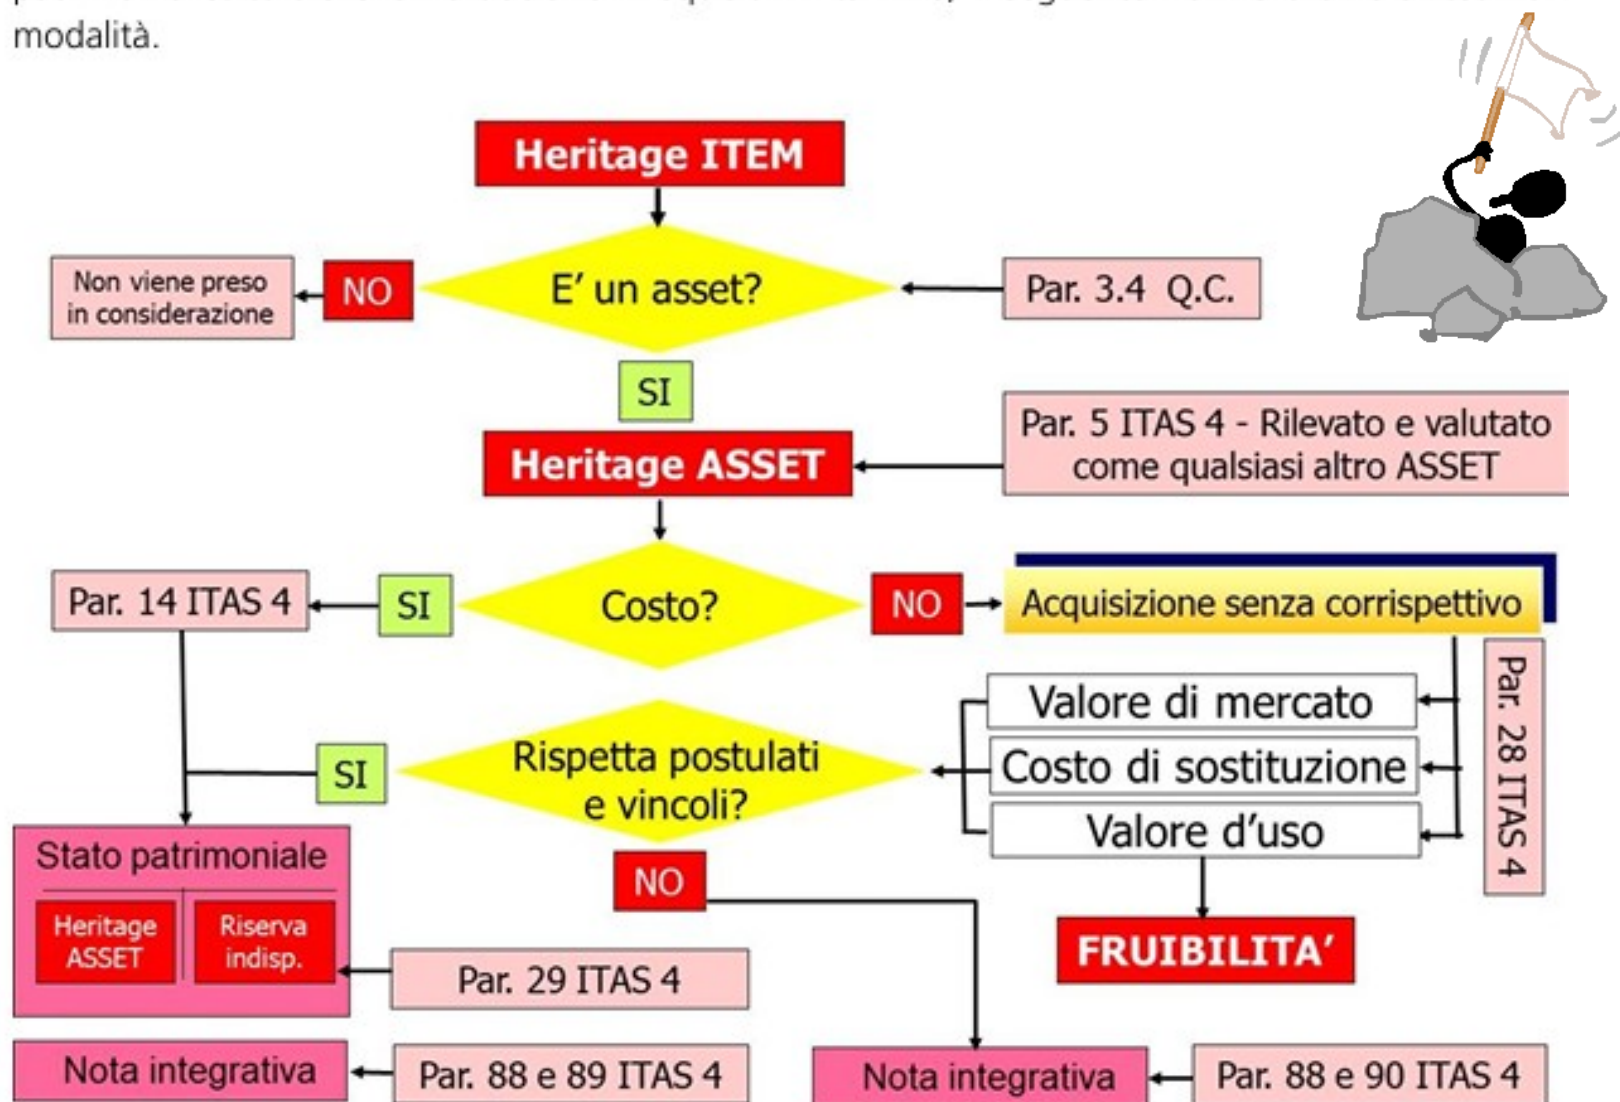 modalità.
Heritage ITEM
Non viene preso
in considerazione
NO
E’ un asset?
Par. 3.4 Q.C.
SI
Heritage ASSET
Par. 5 ITAS 4 - Rilevato e valutato
come qualsiasi altro ASSET
Par. 14 ITAS 4
SI
Costo?
NO
Acquisizione senza corrispettivo
Par. 28 ITAS 4
Valore di mercato
Costo di sostituzione
Valore d’uso
SI
Rispetta postulati
e vincoli?
NO
FRUIBILITA’
Stato patrimoniale
Heritage
ASSET
Riserva
indisp.
Par. 29 ITAS 4
Nota integrativa
Par. 88 e 89 ITAS 4
Nota integrativa
Par. 88 e 90 ITAS 4